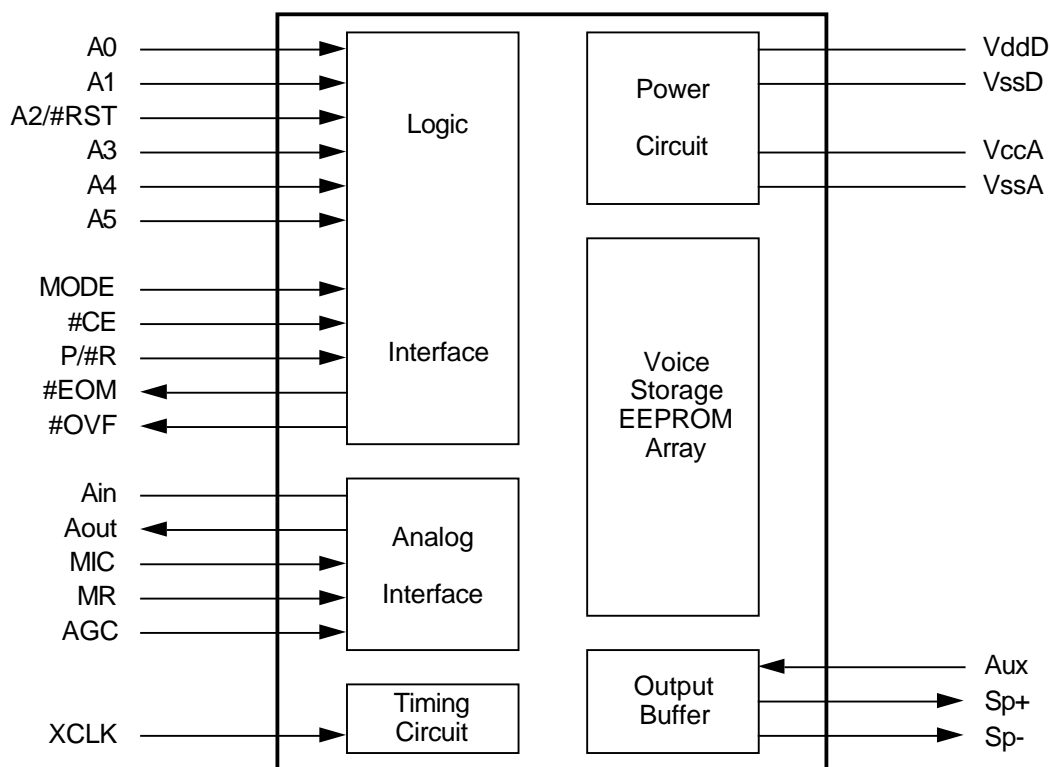 A0
A1
A2/#RST
A3
A4
A5
MODE
#CE
P/#R
#EOM
#OVF
Ain
Aout
MIC
MR
AGC
XCLK
Logic
Interface
Analog
Interface
Timing
Circuit
Power
Circuit
Voice
Storage
EEPROM
Array
Output
Buffer
VddD
VssD
VccA
VssA
Aux
Sp+
Sp-